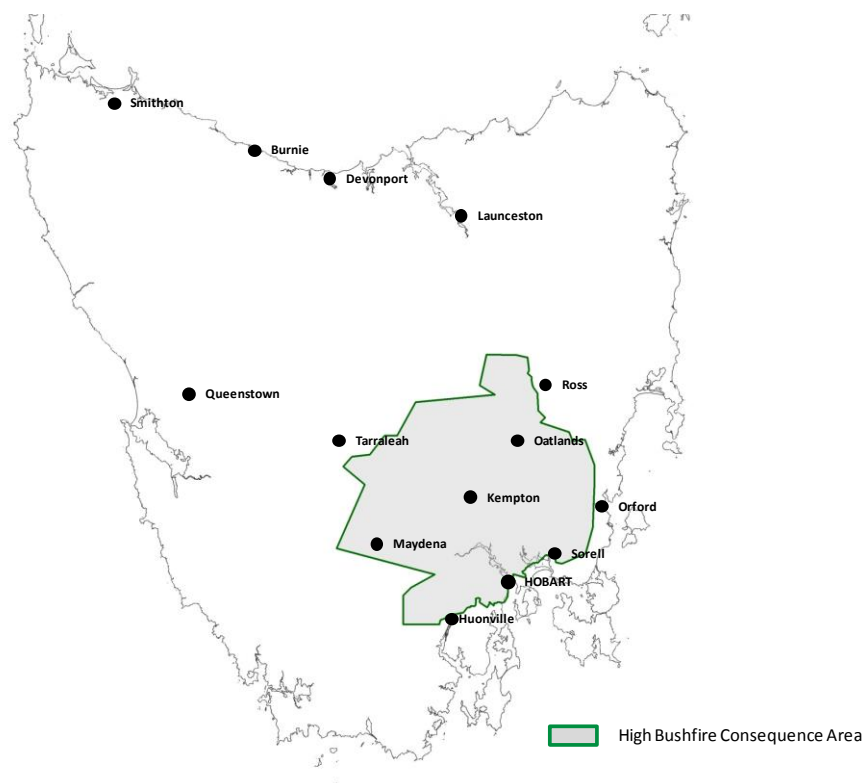 Smithton
Burnie
Devonport
Launceston
Ross
Queenstown
Tarraleah
Oatlands
Kempton
Orford
Maydena
Sorell
HOBART
Huonville
High Bushfire Consequence Area